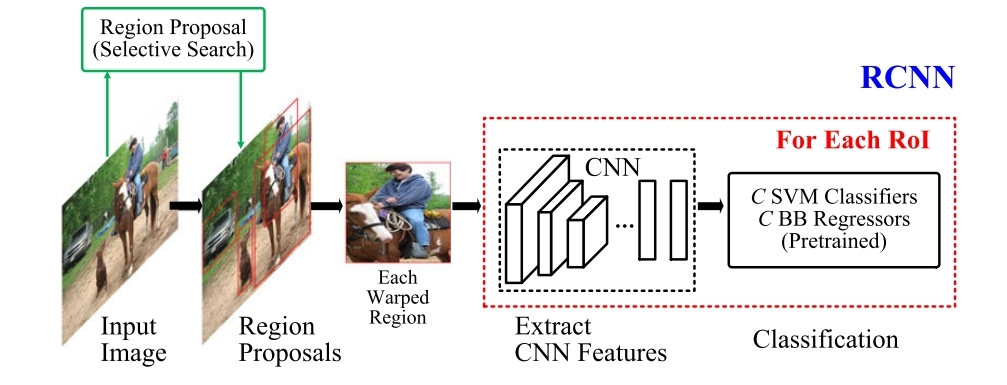 Region Proposal
(Selective Search)
RCNN
For Each RoI
CNN
...
C SVM Classifiers
C BB Regressors
(Pretrained)
Each
Warped
Region
Input
Image
Region
Proposals
Extract
CNN Features
Classification